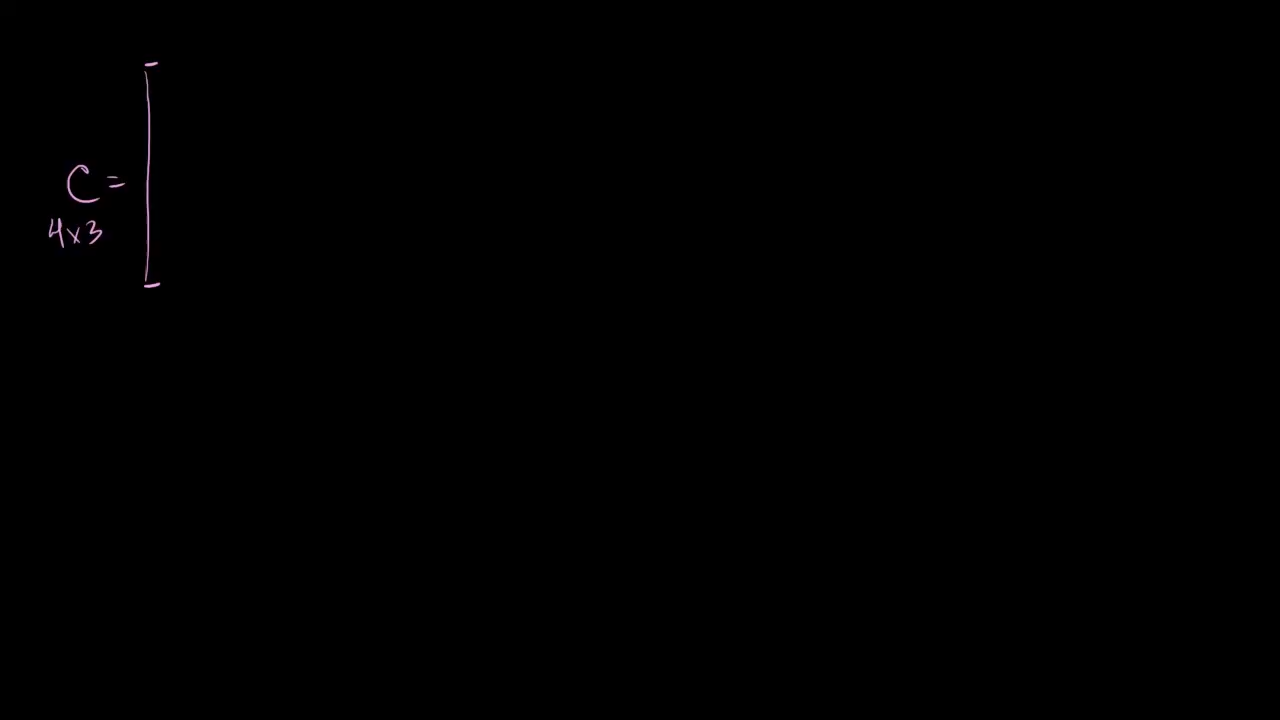 C = [
4x3